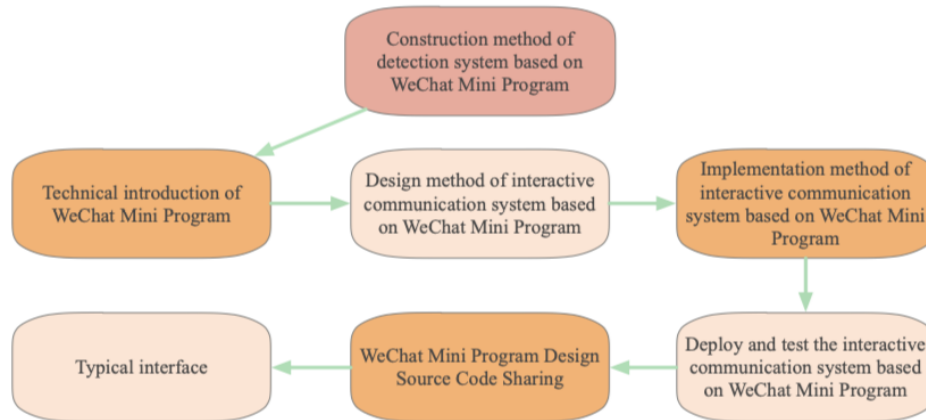 Construction method of
detection system based on
WeChat Mini Program
Technical introduction of
WeChat Mini Program
Design method of interactive
communication system based
on WeChat Mini Program
Implementation method of
interactive communication
system based on WeChat Mini
Program
Typical interface
WeChat Mini Program Design
Source Code Sharing
Deploy and test the interactive
communication system based
on WeChat Mini Program